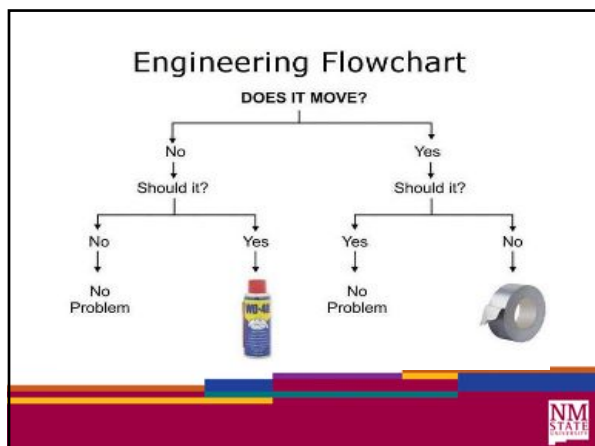 Engineering Flowchart
DOES IT MOVE?
No Yes
Should it? Should it?
No Yes Yes No
No
Problem
WD-40
No
Problem
NM
STATE
UNIVERSITY